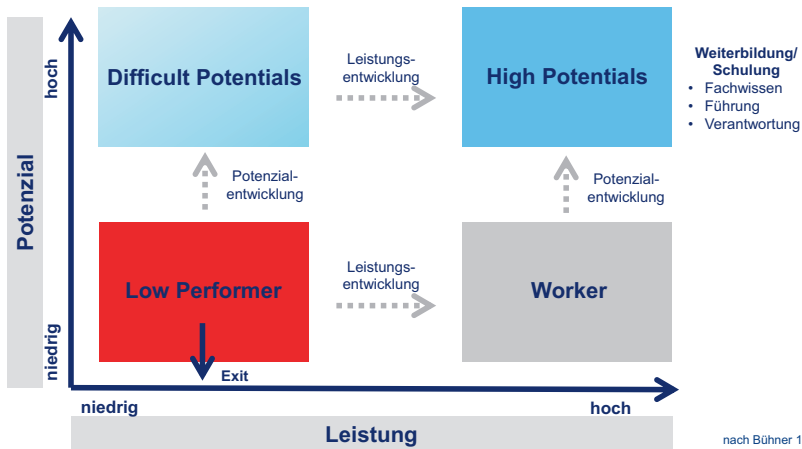 Potenzial
hoch
niedrig
Difficult Potentials
Leistungs-
entwicklung
High Potentials
Weiterbildung/
Schulung
• Fachwissen
• Führung
• Verantwortung
Potenzial-
entwicklung
Potenzial-
entwicklung
Low Performer
Leistungs-
entwicklung
Worker
Exit
niedrig
hoch
Leistung
nach Bühner 1